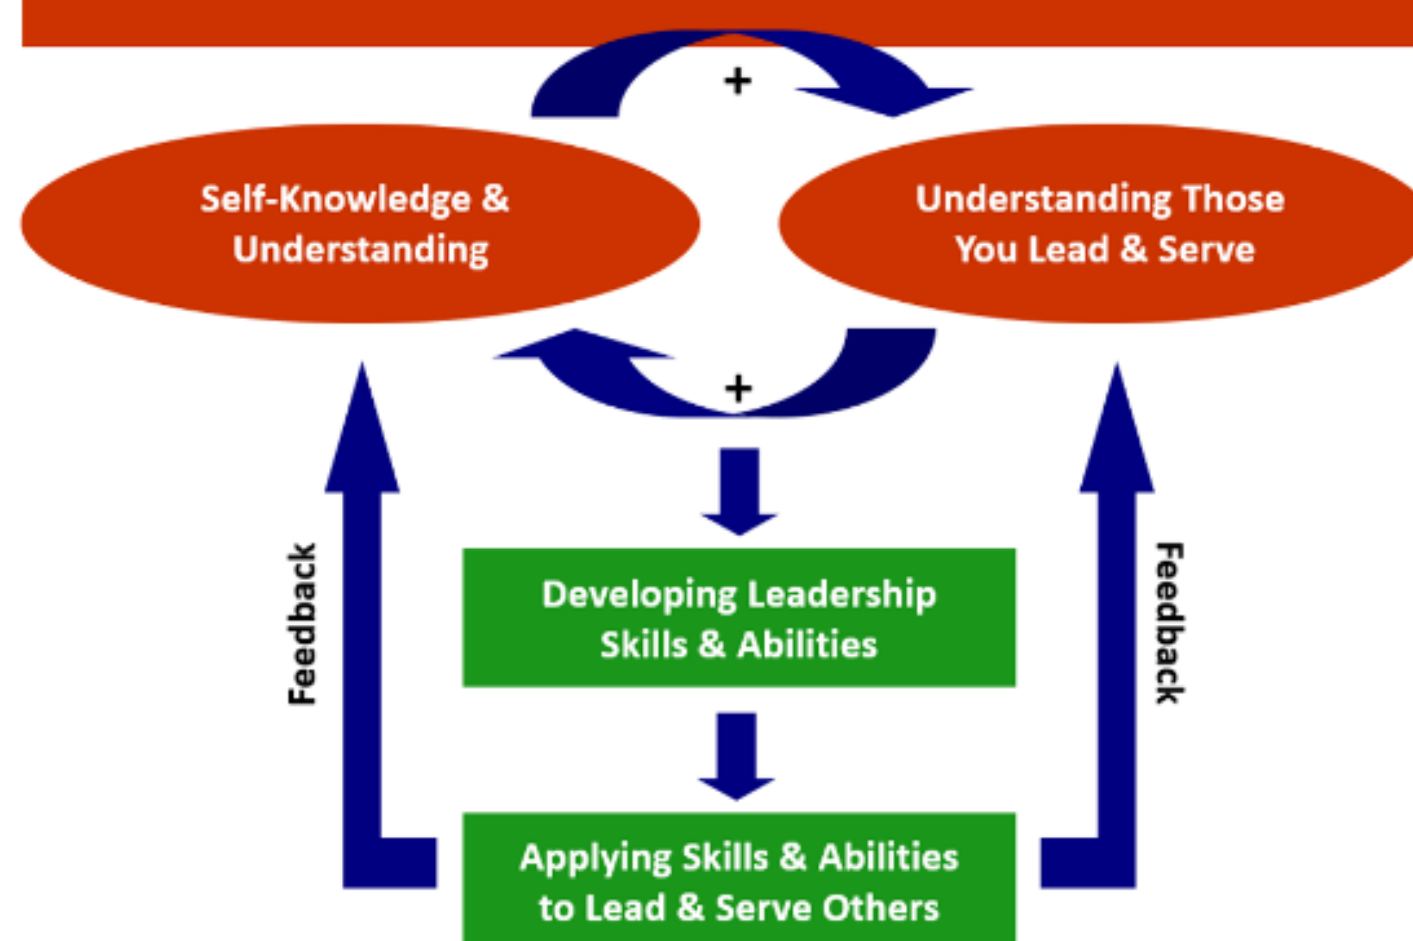 +
Self-Knowledge &
Understanding
Understanding Those
You Lead & Serve
+
Feedback
Developing Leadership
Skills & Abilities
Feedback
Applying Skills & Abilities
to Lead & Serve Others